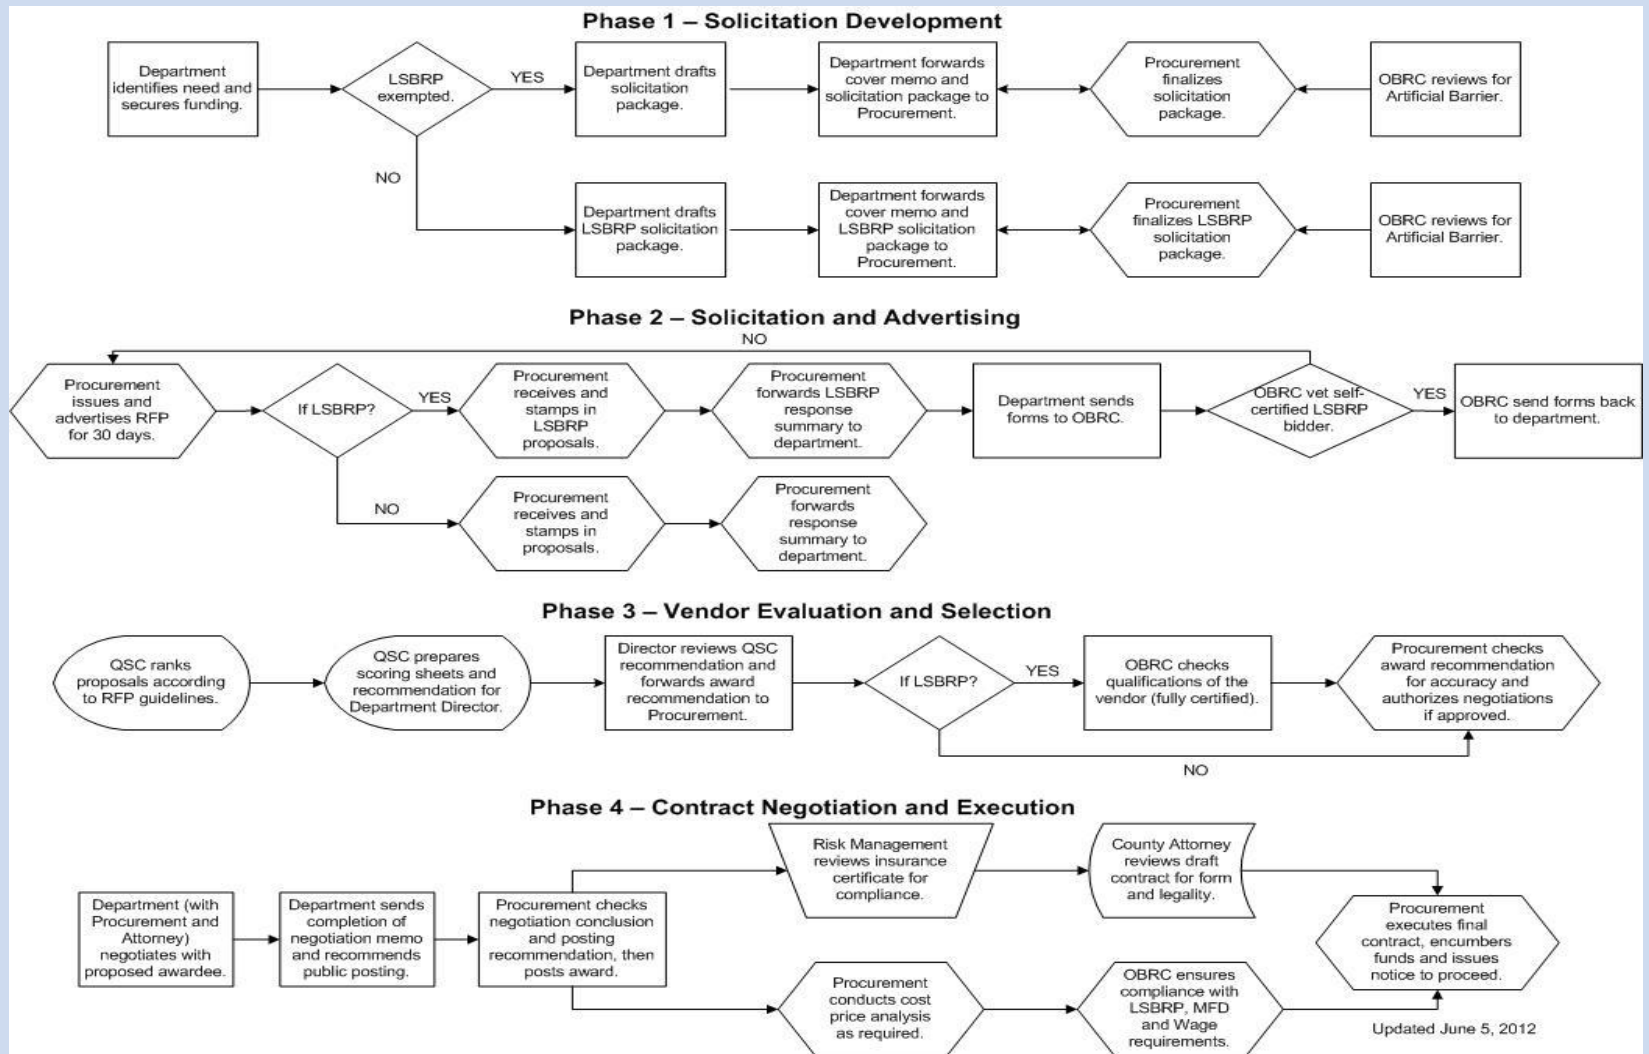 Phase 1 – Solicitation Development
Department
identifies need and
secures funding.
LSBRP
exempted.
YES
Department drafts
solicitation
package.
Department forwards
cover memo and
solicitation package to
Procurement.
Procurement
finalizes
solicitation
package.
OBRC reviews for
Artificial Barrier.
NO
Department drafts
LSBRP solicitation
package.
Department forwards
cover memo and
LSBRP solicitation
package to
Procurement.
Procurement
finalizes LSBRP
solicitation
package.
OBRC reviews for
Artificial Barrier.
Phase 2 – Solicitation and Advertising
NO
Procurement
issues and
advertises RFP
for 30 days.
If LSBRP?
YES
Procurement
receives and
stamps in
LSBRP
proposals.
Procurement
forwards LSBRP
response
summary to
department.
Department sends
forms to OBRC.
OBRC vet self-
certified LSBRP
bidder.
YES
OBRC send forms back
to department.
NO
Procurement
receives and
stamps in
proposals.
Procurement
forwards
response
summary to
department.
Phase 3 – Vendor Evaluation and Selection
QSC ranks
proposals according
to RFP guidelines.
QSC prepares
scoring sheets and
recommendation for
Department Director.
Director reviews QSC
recommendation and
forwards award
recommendation to
Procurement.
If LSBRP?
YES
OBRC checks
qualifications of the
vendor (fully certified).
Procurement checks
award recommendation
for accuracy and
authorizes negotiations
if approved.
NO
Phase 4 – Contract Negotiation and Execution
Department (with
Procurement and
Attorney)
negotiates with
proposed awardee.
Department sends
completion of
negotiation memo
and recommends
public posting.
Procurement checks
negotiation conclusion
and posting
recommendation, then
posts award.
Risk Management
reviews insurance
certificate for
compliance.
County Attorney
reviews draft
contract for form
and legality.
Procurement
executes final
contract, encumbers
funds and issues
notice to proceed.
Procurement
conducts cost
price analysis
as required.
OBRC ensures
compliance with
LSBRP, MFD
and Wage
requirements.
Updated June 5, 2012